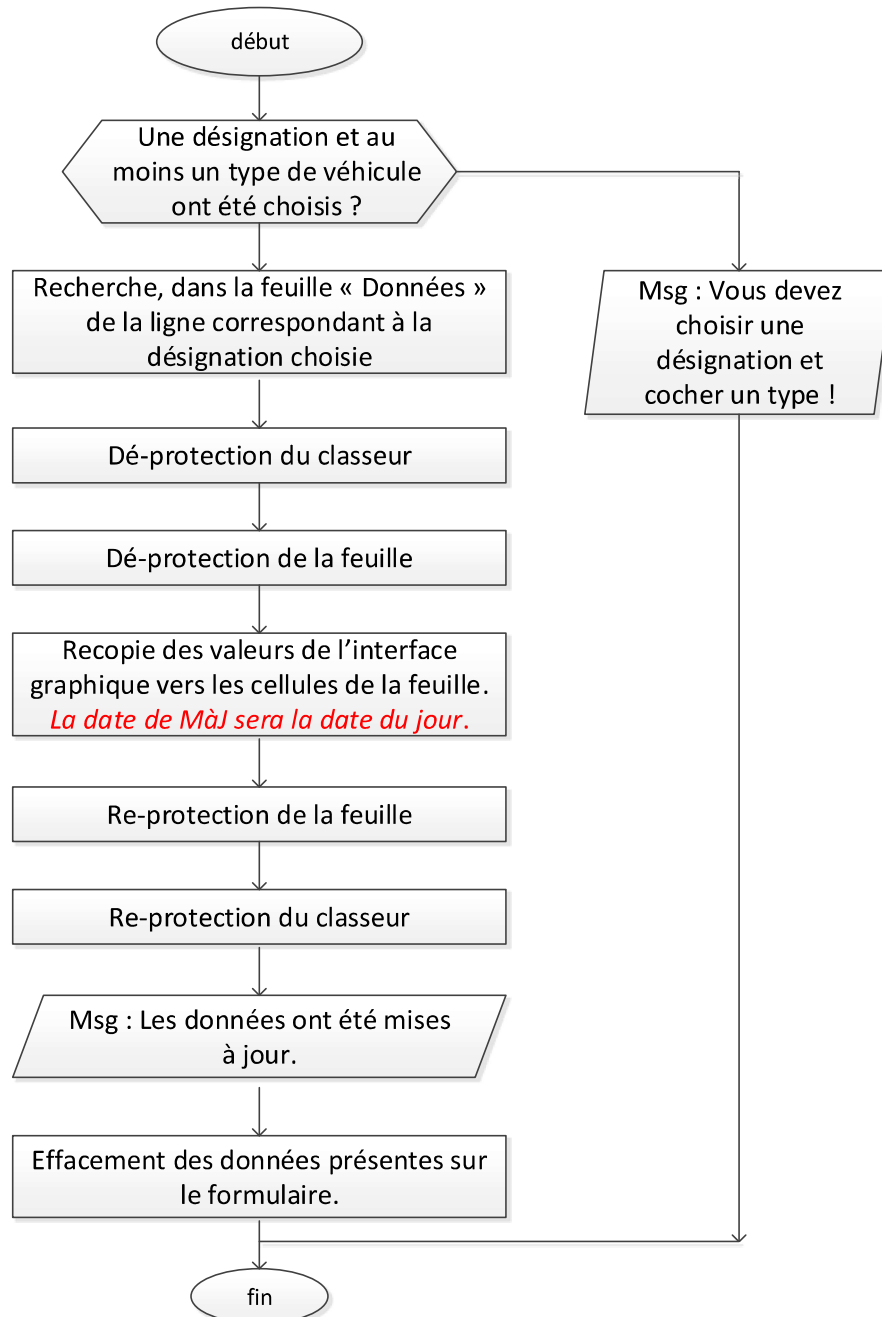 début
Une désignation et au
moins un type de véhicule
ont été choisis ?
Recherche, dans la feuille « Données »
de la ligne correspondant à la
désignation choisie
Msg : Vous devez
choisir une
désignation et
cocher un type !
Dé-protection du classeur
Dé-protection de la feuille
Recopie des valeurs de l’interface
graphique vers les cellules de la feuille.
La date de MàJ sera la date du jour.
Re-protection de la feuille
Re-protection du classeur
Msg : Les données ont été mises
à jour.
Effacement des données présentes sur
le formulaire.
fin